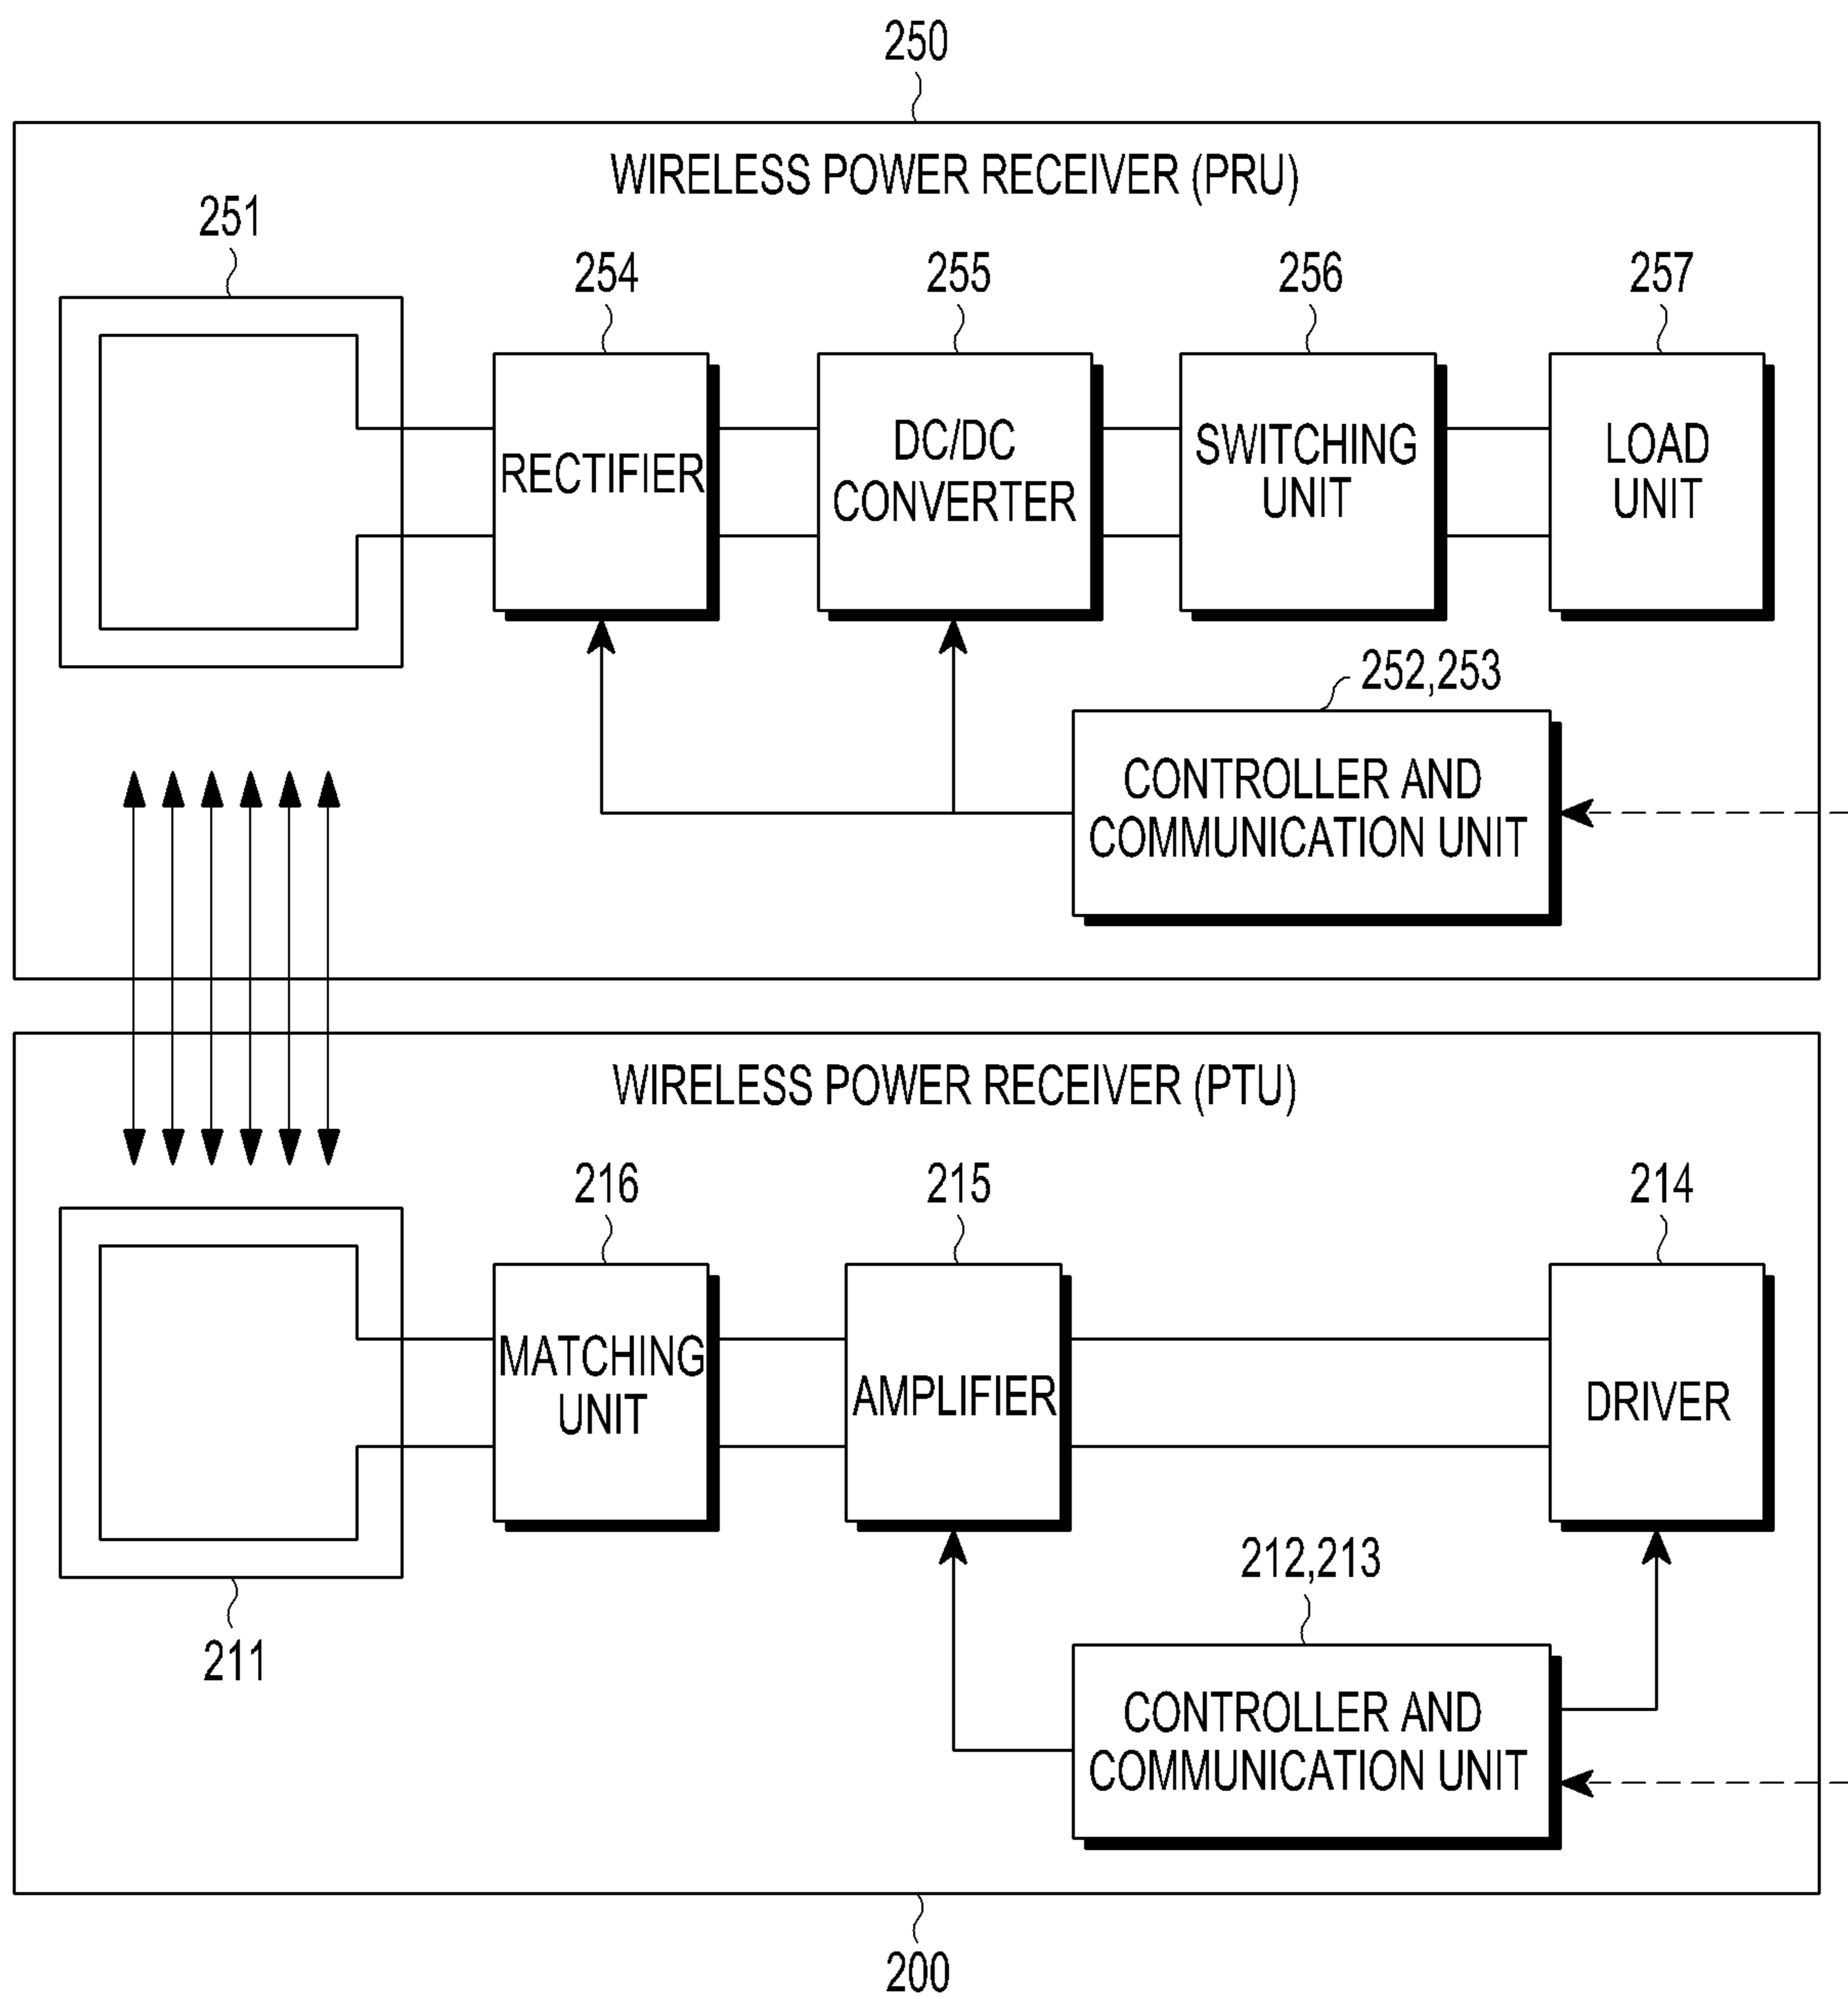 250
WIRELESS POWER RECEIVER (PRU)
251
254
255
256
257
RECTIFIER
DC/DC
CONVERTER
SWITCHING
UNIT
LOAD
UNIT
252,253
CONTROLLER AND
COMMUNICATION UNIT
WIRELESS POWER RECEIVER (PTU)
216
215
214
MATCHING
UNIT
AMPLIFIER
DRIVER
211
212,213
CONTROLLER AND
COMMUNICATION UNIT
200